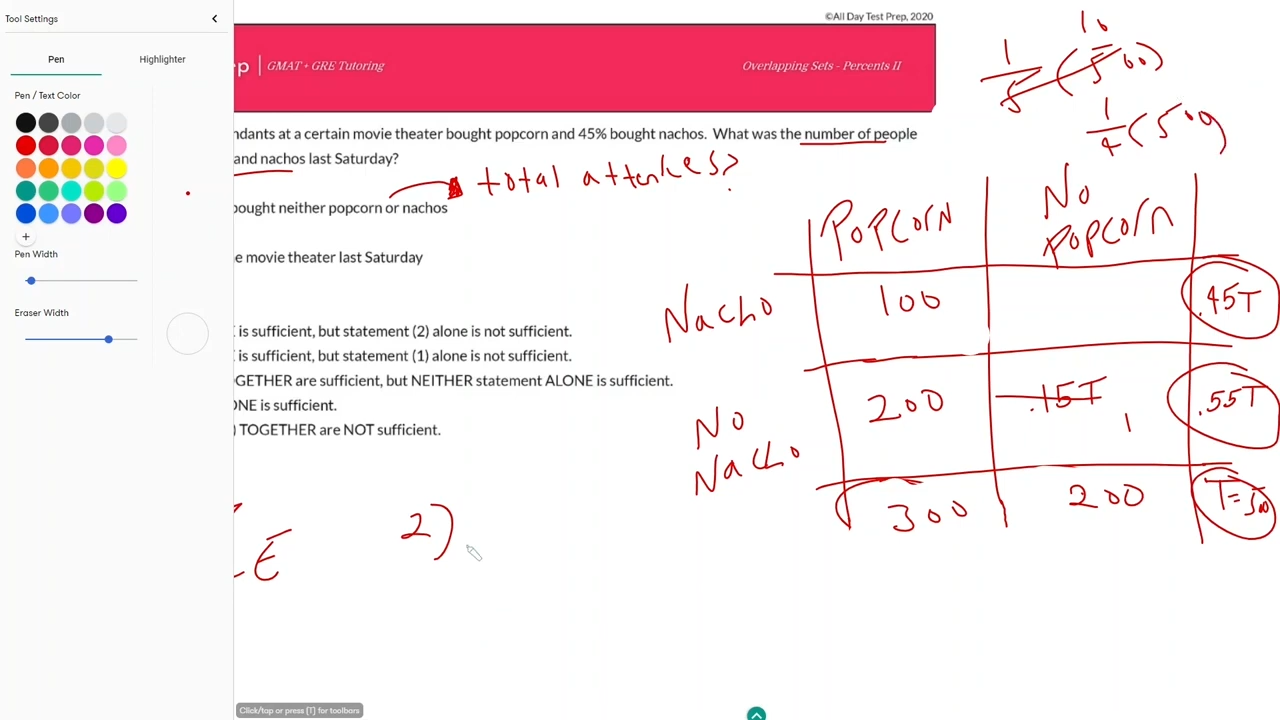 Tool Settings
©All Day Test Prep, 2020
Pen
Highlighter
p | GMAT + GRE Tutoring
Overlapping Sets - Percents II
Pen / Text Color
ndants at a certain movie theater bought popcorn and 45% bought nachos. What was the number of people
and nachos last Saturday?
total attendees?
bought neither popcorn or nachos
e movie theater last Saturday
Pen Width
Eraser Width
is sufficient, but statement (2) alone is not sufficient.
is sufficient, but statement (1) alone is not sufficient.
GETHER are sufficient, but NEITHER statement ALONE is sufficient.
ONE is sufficient.
) TOGETHER are NOT sufficient.
1/4 (500)
POPCORN
No POPCORN
Nacho
100
.45T
No Nacho
200
.15T
.55T
300
200
T=500
E
2)
Click/tap or press [T] for toolbars